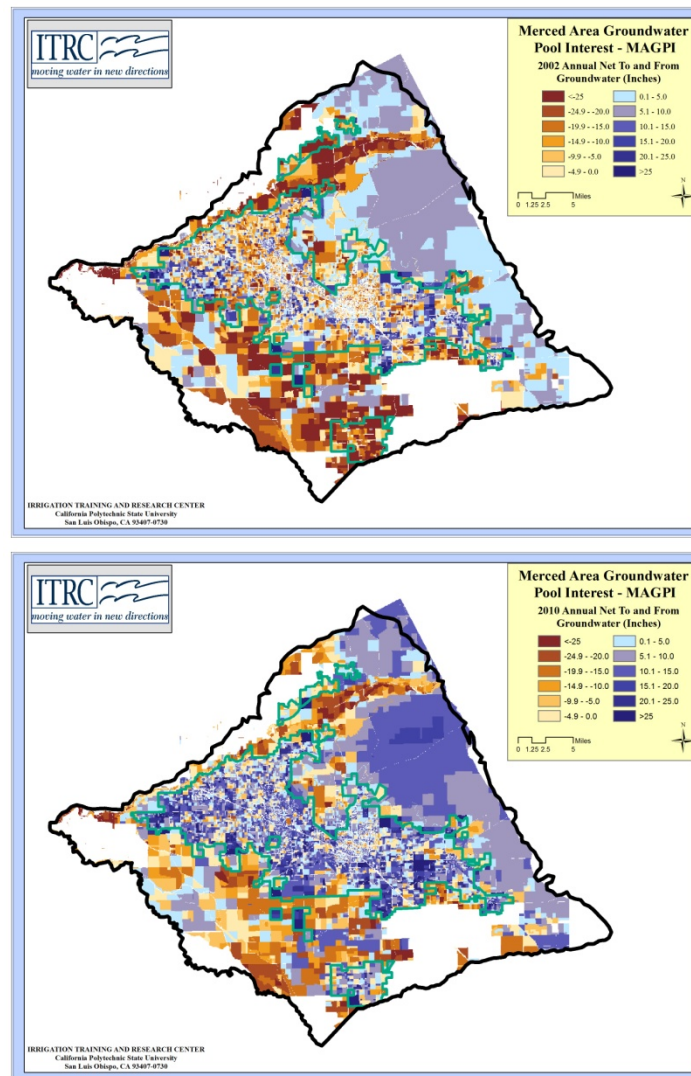 ITRC
moving water in new directions
Merced Area Groundwater
Pool Interest - MAGPI
2002 Annual Net To and From
Groundwater (Inches)
<-25
-24.9 - -20.0
-19.9 - -15.0
-14.9 - -10.0
-9.9 - -5.0
-4.9 - 0.0
0.1 - 5.0
5.1 - 10.0
10.1 - 15.0
15.1 - 20.0
20.1 - 25.0
>25
N
0 1.25 2.5 5 Miles
IRRIGATION TRAINING AND RESEARCH CENTER
California Polytechnic State University
San Luis Obispo, CA 93407-0730
ITRC
moving water in new directions
Merced Area Groundwater
Pool Interest - MAGPI
2010 Annual Net To and From
Groundwater (Inches)
<-25
-24.9 - -20.0
-19.9 - -15.0
-14.9 - -10.0
-9.9 - -5.0
-4.9 - 0.0
0.1 - 5.0
5.1 - 10.0
10.1 - 15.0
15.1 - 20.0
20.1 - 25.0
>25
N
0 1.25 2.5 5 Miles
IRRIGATION TRAINING AND RESEARCH CENTER
California Polytechnic State University
San Luis Obispo, CA 93407-0730